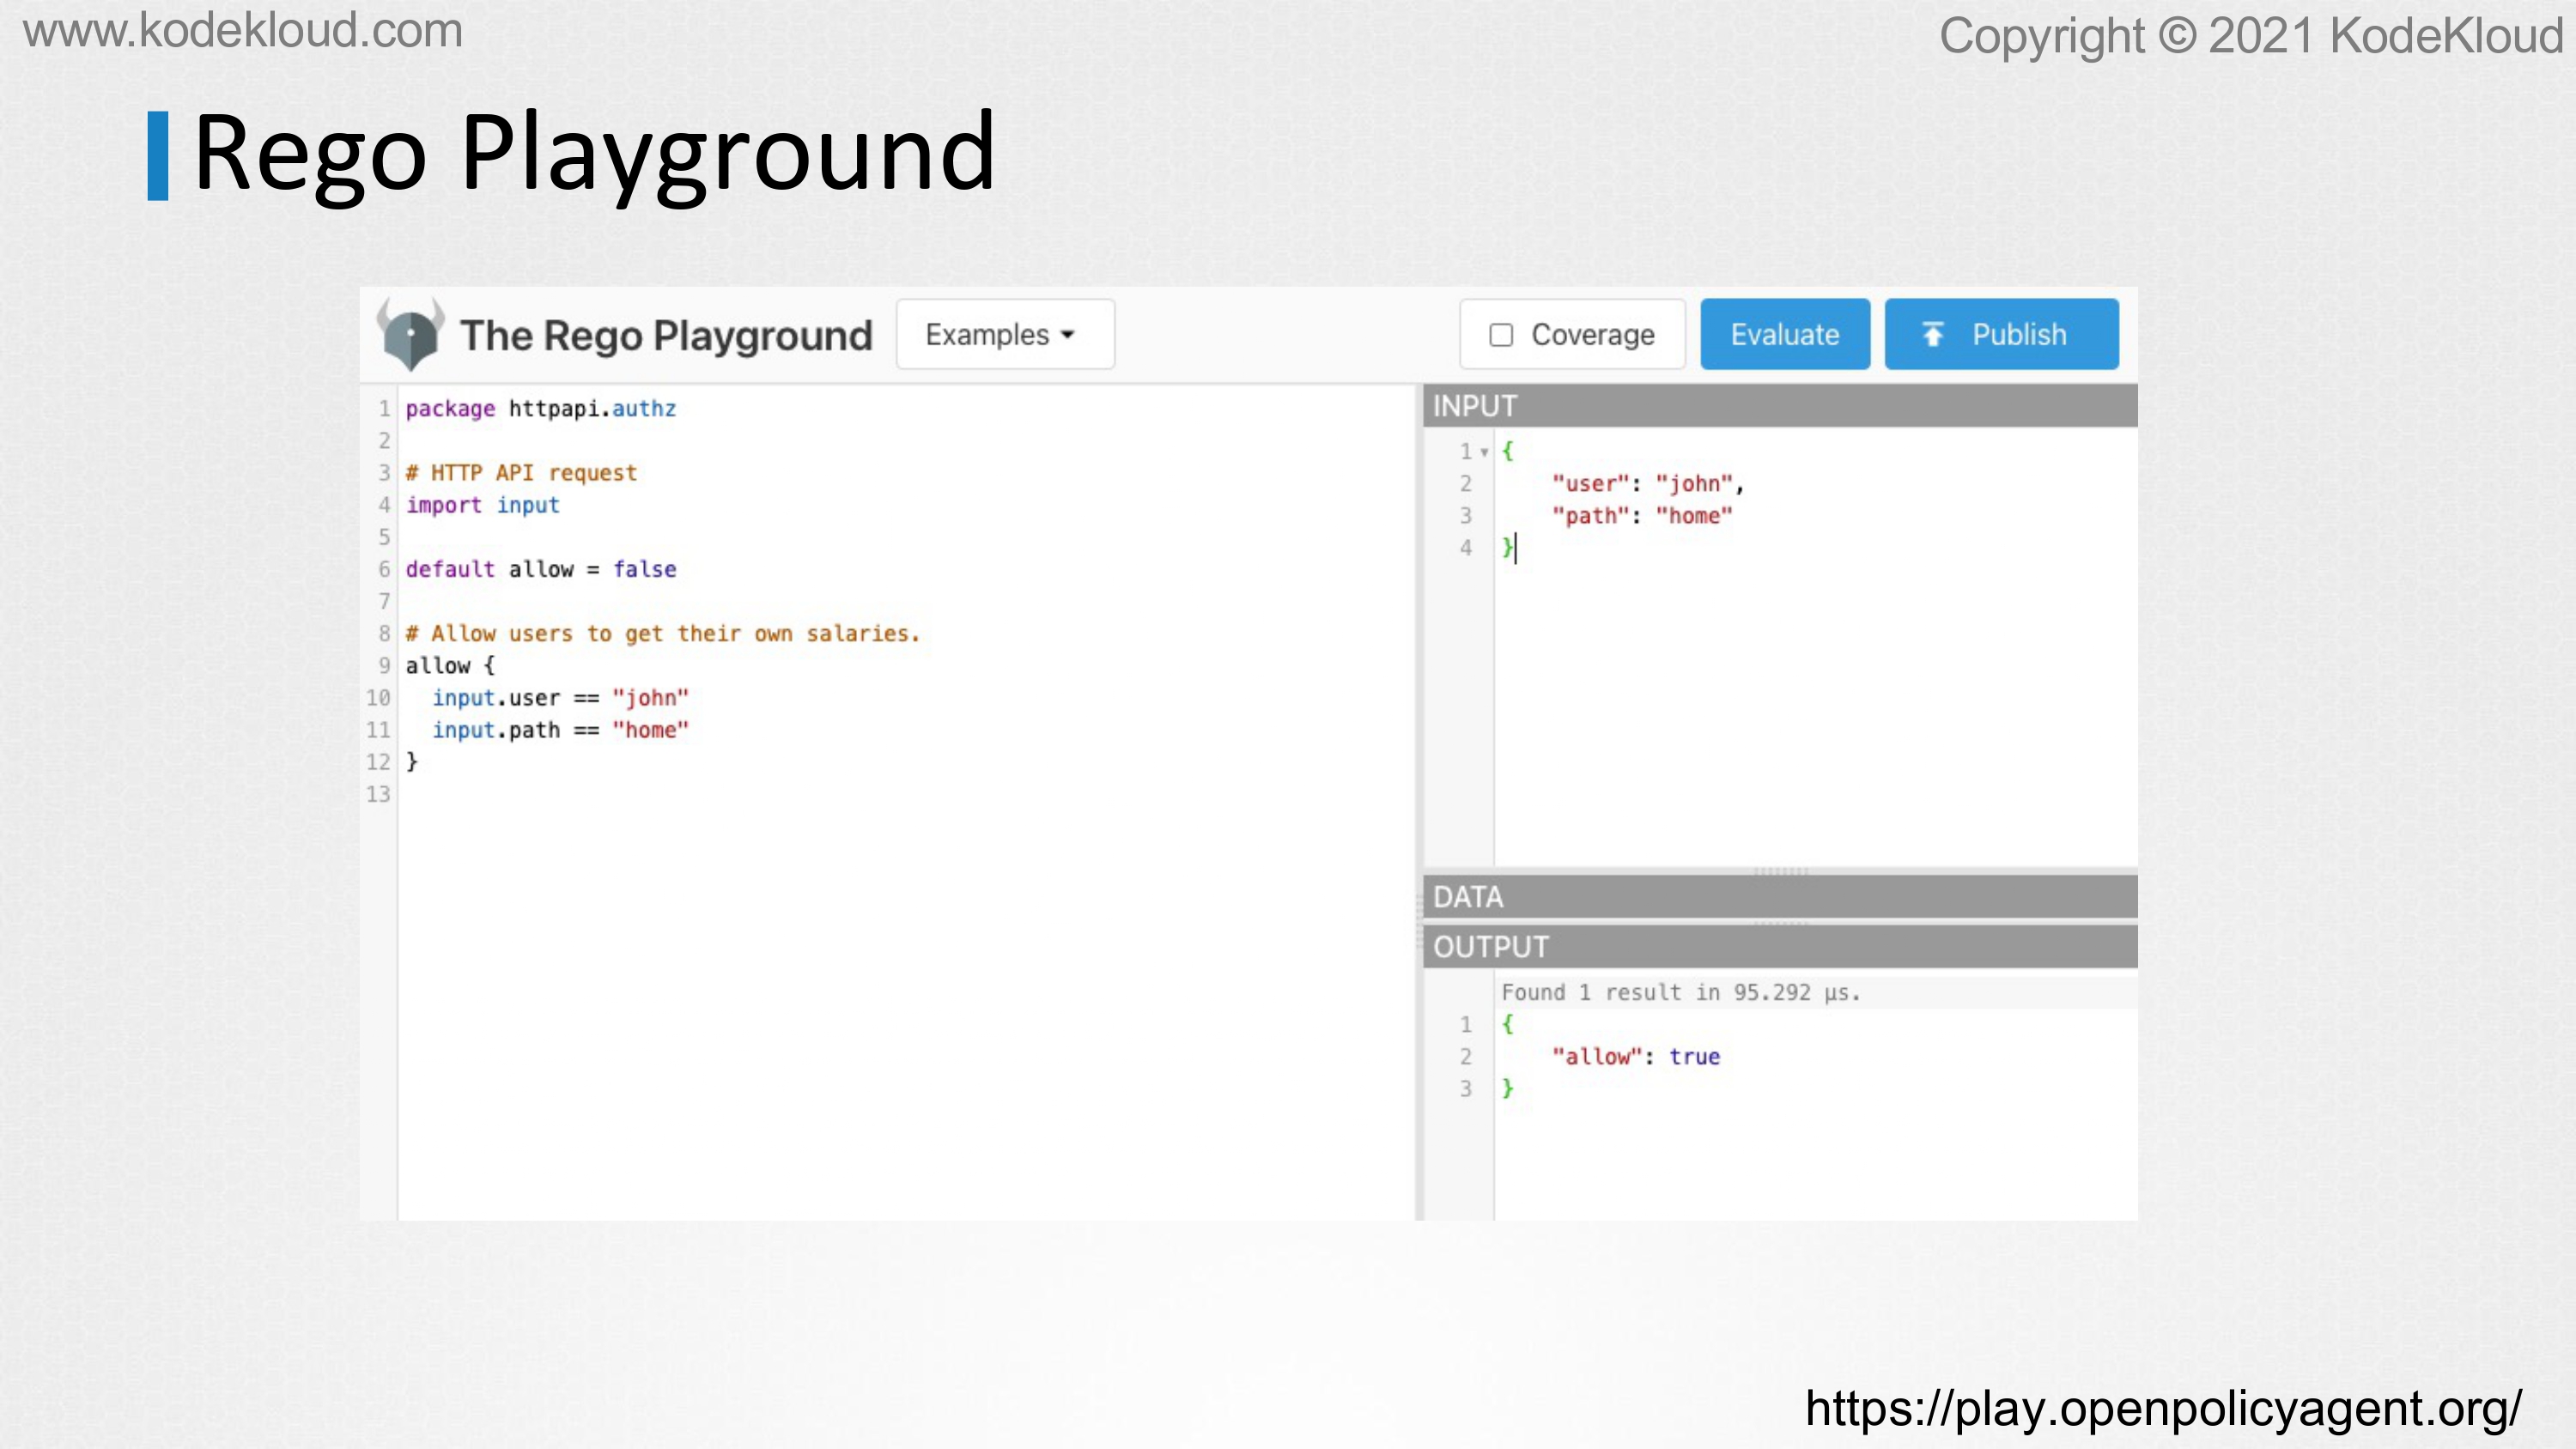 www.kodekloud.com
Copyright © 2021 KodeKloud
Rego Playground
The Rego Playground
Examples
Coverage
Evaluate
Publish
1 package httpapi.authz
2
3 # HTTP API request
4 import input
5
6 default allow = false
7
8 # Allow users to get their own salaries.
9 allow {
10 input.user == "john"
11 input.path == "home"
12 }
13
INPUT
1 {
2 "user": "john",
3 "path": "home"
4 }
DATA
OUTPUT
Found 1 result in 95.292 µs.
1 {
2 "allow": true
3 }
https://play.openpolicyagent.org/